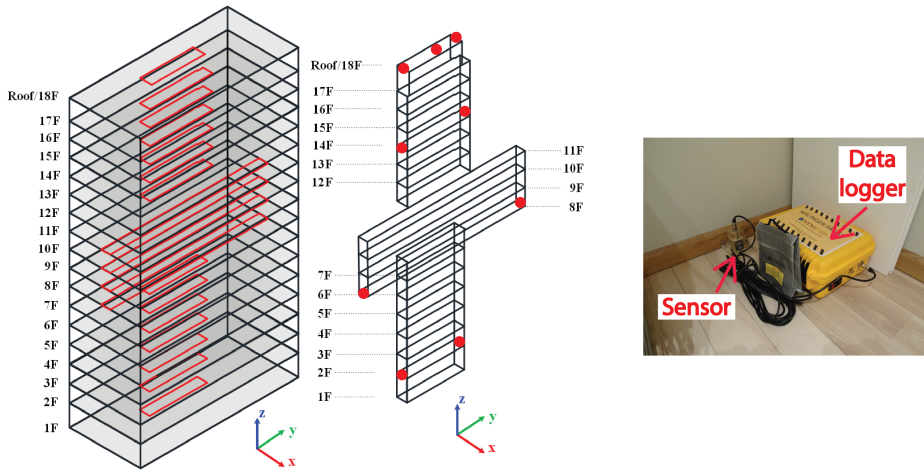 Roof/18F
17F
16F
15F
14F
13F
12F
11F
10F
9F
8F
7F
6F
5F
4F
3F
2F
1F
z
y
x
Roof/18F
17F
16F
15F
14F
13F
12F
11F
10F
9F
8F
7F
6F
5F
4F
3F
2F
1F
z
y
x
Data
logger
Sensor